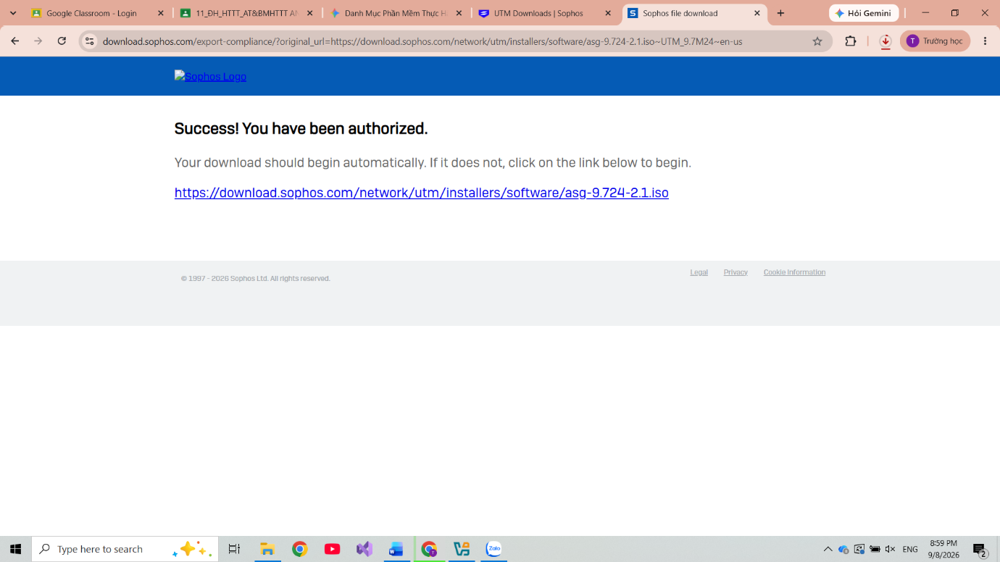 Google Classroom - Login
11_ĐH_HTTT_AT&BMHTTT AN
Danh Mục Phần Mềm Thực H
UTM Downloads | Sophos
Sophos file download
Hỏi Gemini
download.sophos.com/export-compliance/?original_url=https://download.sophos.com/network/utm/installers/software/asg-9.724-2.1.iso~UTM_9.7M24~en-us
T
Trường học
Sophos Logo
Success! You have been authorized.
Your download should begin automatically. If it does not, click on the link below to begin.
https://download.sophos.com/network/utm/installers/software/asg-9.724-2.1.iso
© 1997 - 2026 Sophos Ltd. All rights reserved.
Legal
Privacy
Cookie Information
Type here to search
Zalo
ENG
8:59 PM
9/8/2026
2